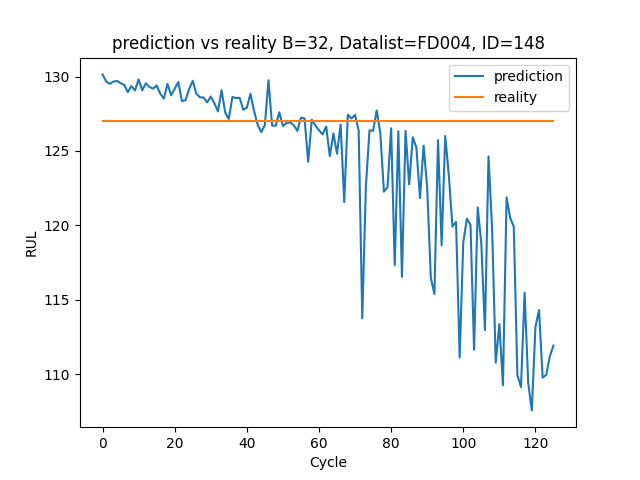 prediction vs reality B=32, Datalist=FD004, ID=148
prediction
reality
RUL
130
125
120
115
110
0 20 40 60 80 100 120
Cycle